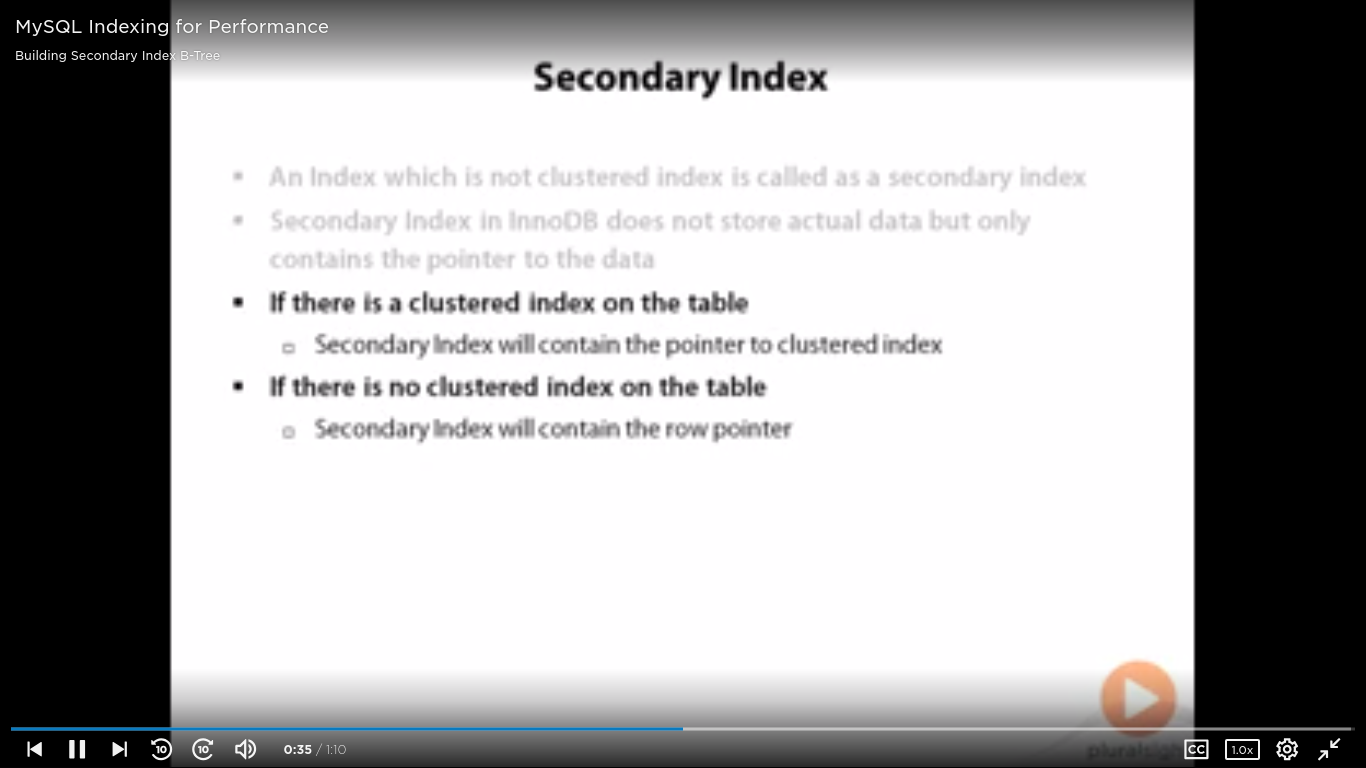 MySQL Indexing for Performance
Building Secondary Index B-Tree
Secondary Index
▪ An Index which is not clustered index is called as a secondary index
▪ Secondary Index in InnoDB does not store actual data but only
contains the pointer to the data
▪ If there is a clustered index on the table
▫ Secondary Index will contain the pointer to clustered index
▪ If there is no clustered index on the table
▫ Secondary Index will contain the row pointer
pluralsight
10 10 0:35 / 1:10 CC 1.0x